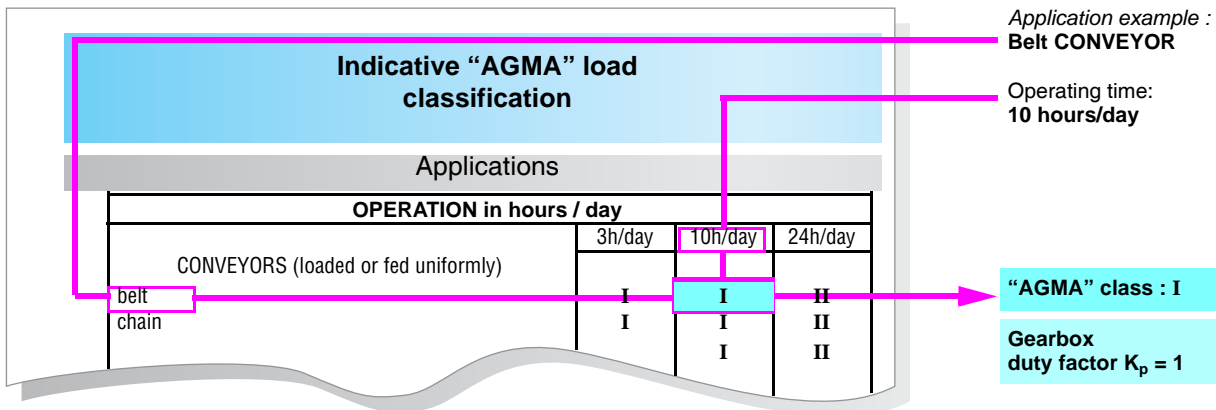 Application example :
Belt CONVEYOR
Operating time:
10 hours/day
Indicative “AGMA” load
classification
Applications
OPERATION in hours / day
3h/day 10h/day 24h/day
CONVEYORS (loaded or fed uniformly)
belt I I II
chain I I II
I II
“AGMA” class : I
Gearbox
duty factor Kp = 1